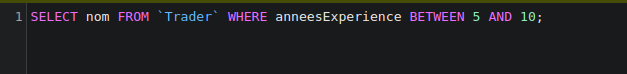 1 SELECT nom FROM `Trader` WHERE anneesExperience BETWEEN 5 AND 10;